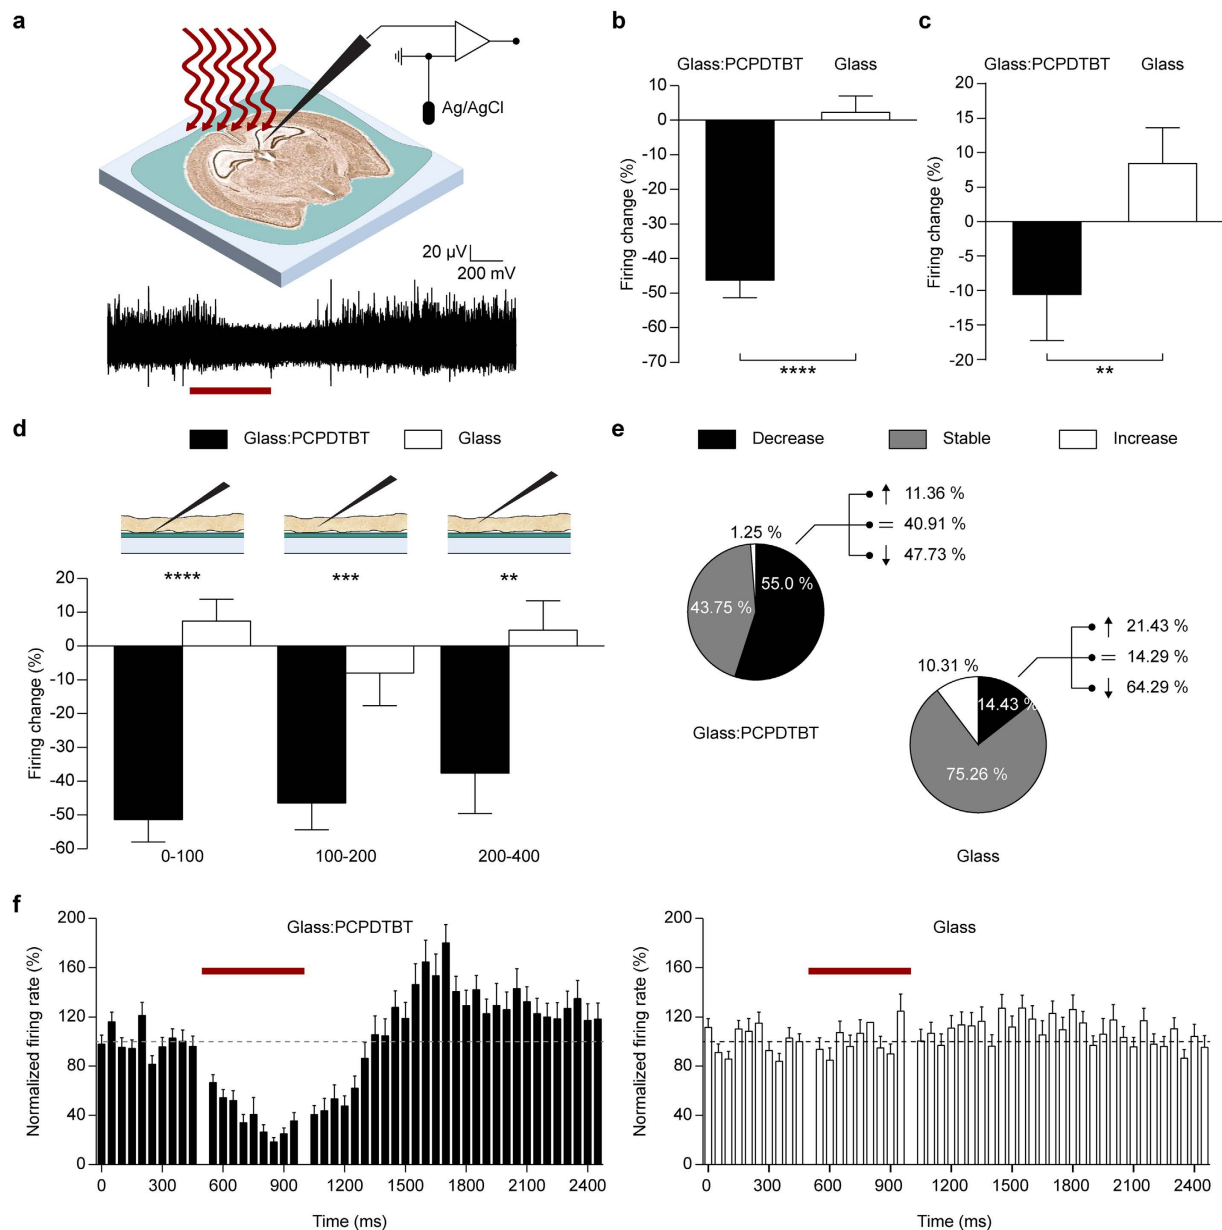 a
Ag/AgCl
20 µV
200 mV
b
Glass:PCPDTBT Glass
Firing change (%)
10
0
-10
-20
-30
-40
-50
-60
-70
****
c
Glass:PCPDTBT Glass
Firing change (%)
20
15
10
5
0
-5
-10
-15
-20
**
d
Glass:PCPDTBT Glass
**** *** **
Firing change (%)
20
10
0
-10
-20
-30
-40
-50
-60
0-100 100-200 200-400
e
Decrease Stable Increase
1.25 %
55.0 %
43.75 %
11.36 %
= 40.91 %
47.73 %
Glass:PCPDTBT
10.31 %
14.43 %
75.26 %
21.43 %
= 14.29 %
64.29 %
Glass
f
Glass:PCPDTBT
Normalized firing rate (%)
200
160
120
80
40
0
0 300 600 900 1200 1500 1800 2100 2400
Time (ms)
Glass
Normalized firing rate (%)
200
160
120
80
40
0
0 300 600 900 1200 1500 1800 2100 2400
Time (ms)